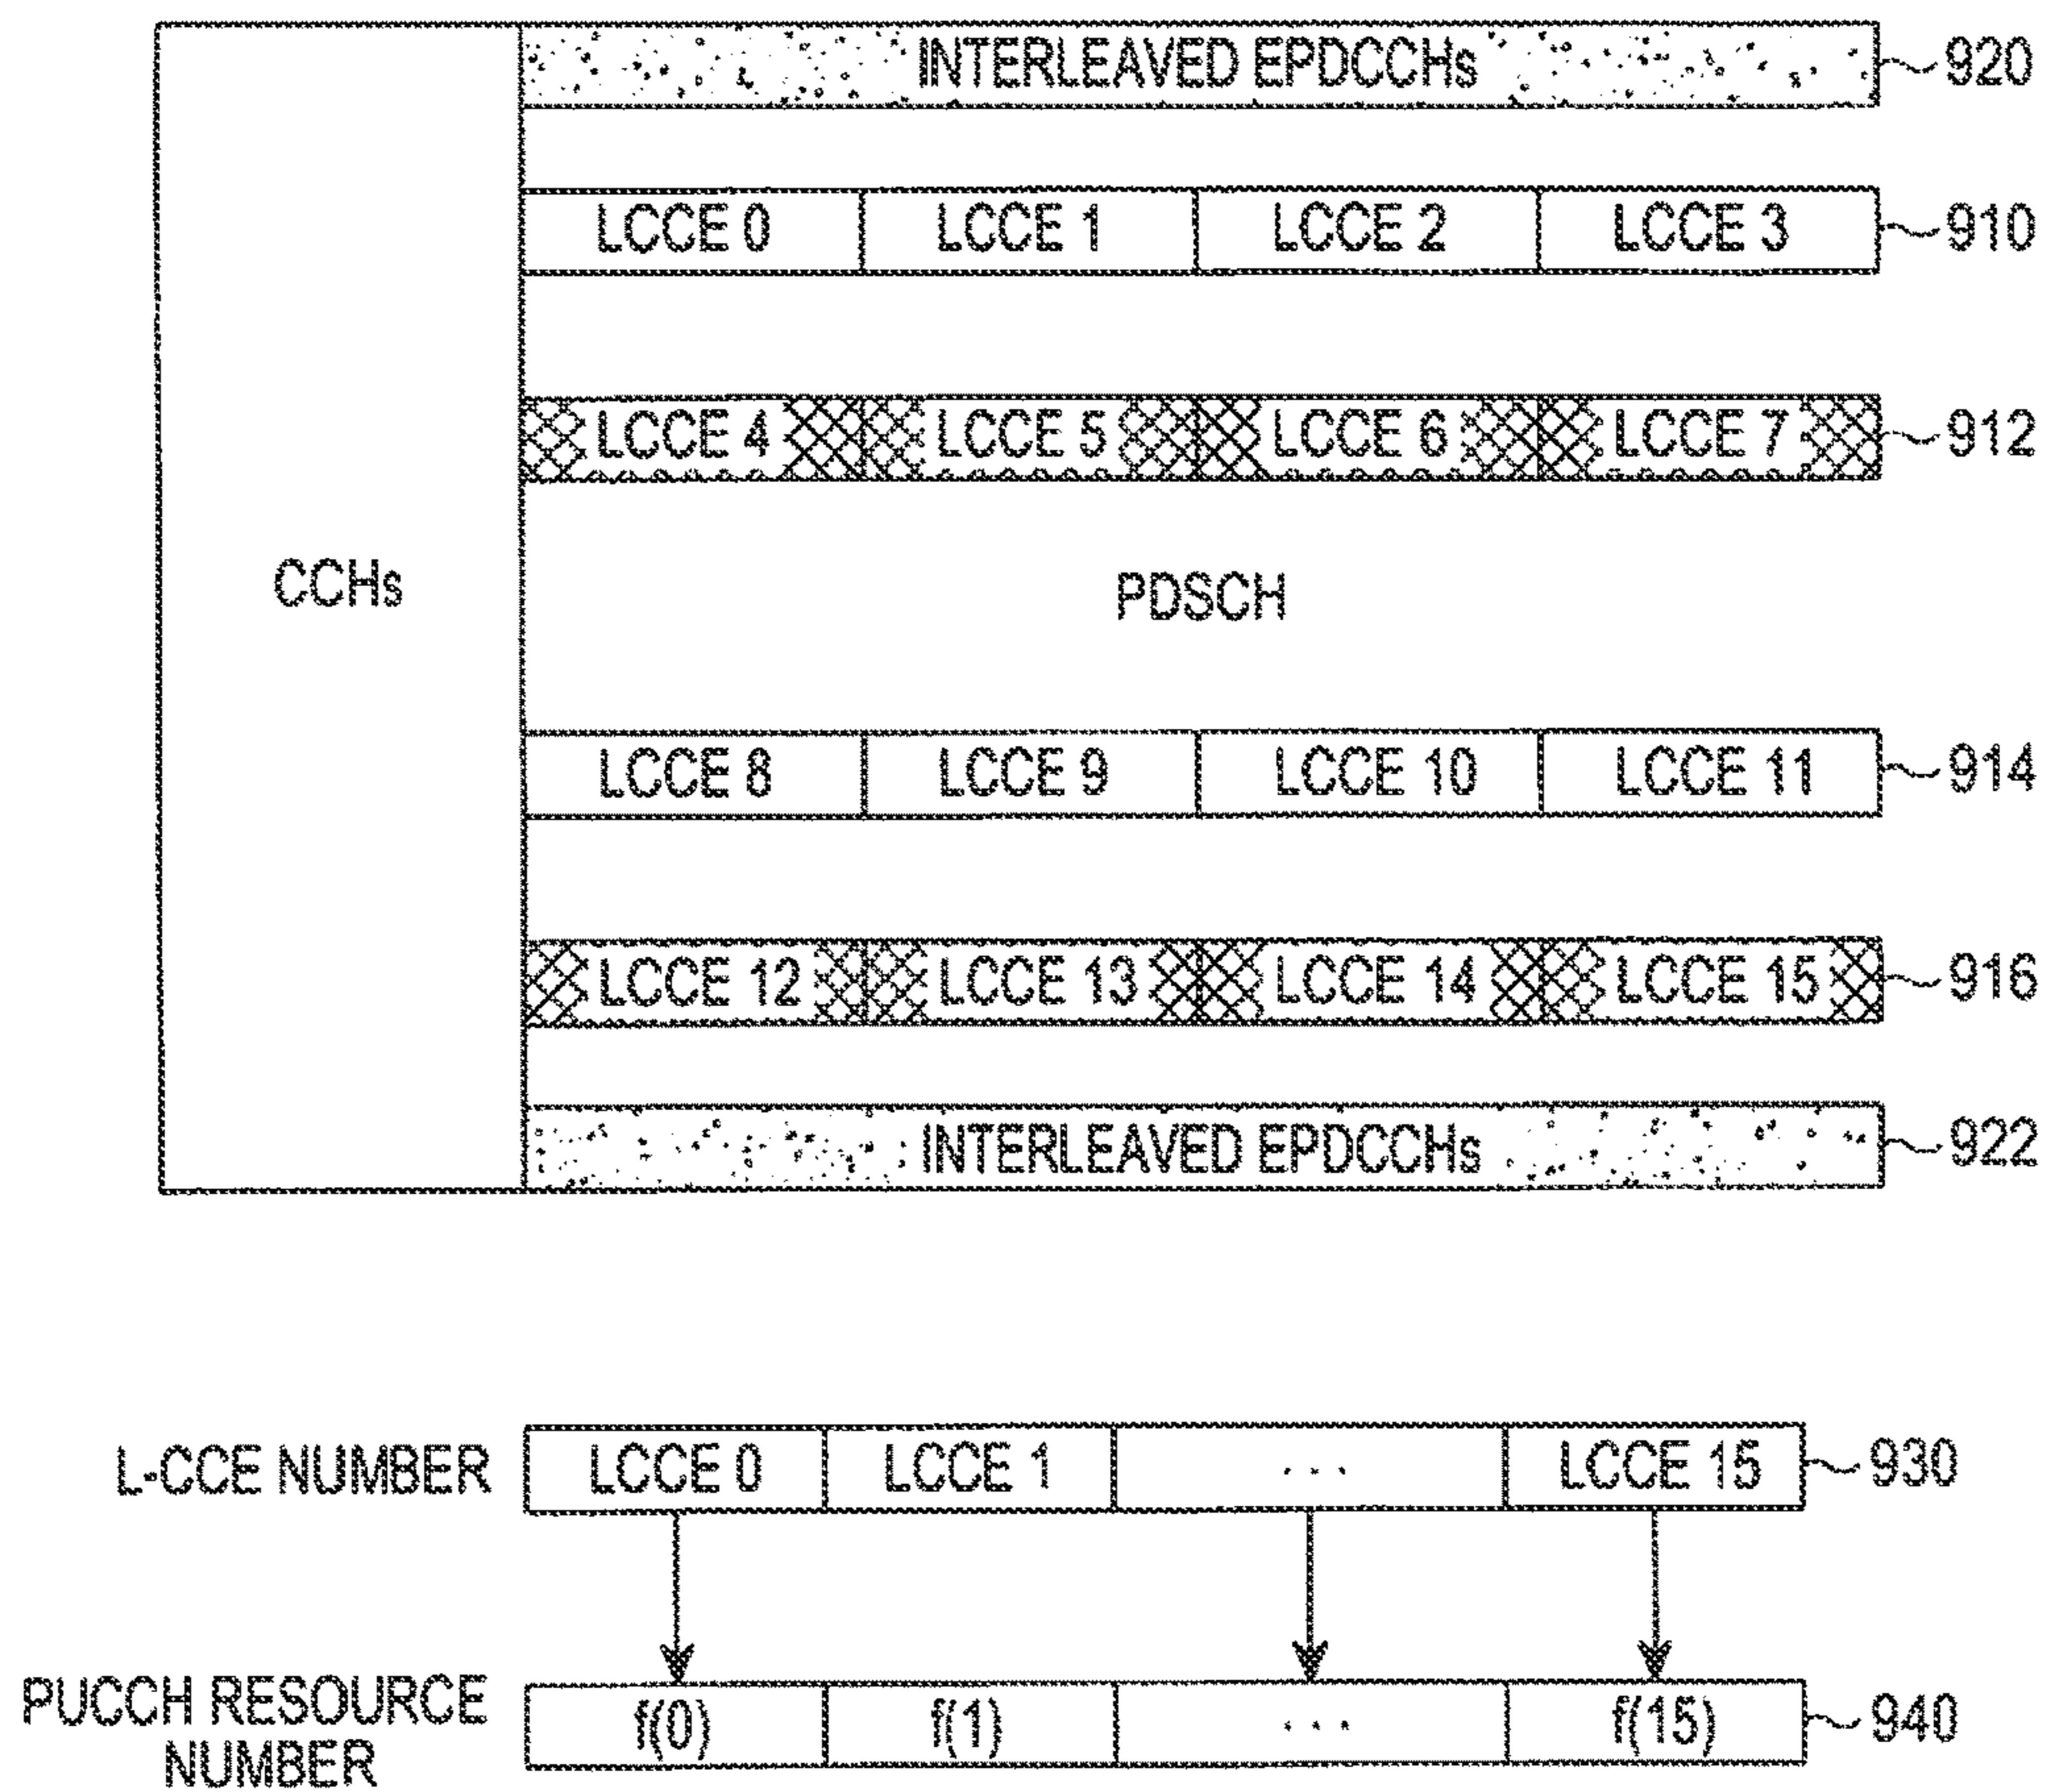 INTERLEAVED EPDCCHs 920
LCCE 0 LCCE 1 LCCE 2 LCCE 3 910
LCCE 4 LCCE 5 LCCE 6 LCCE 7 912
CCHs PDSCH
LCCE 8 LCCE 9 LCCE 10 LCCE 11 914
LCCE 12 LCCE 13 LCCE 14 LCCE 15 916
INTERLEAVED EPDCCHs 922
L-CCE NUMBER LCCE 0 LCCE 1 ... LCCE 15 930
PUCCH RESOURCE
NUMBER f(0) f(1) ... f(15) 940